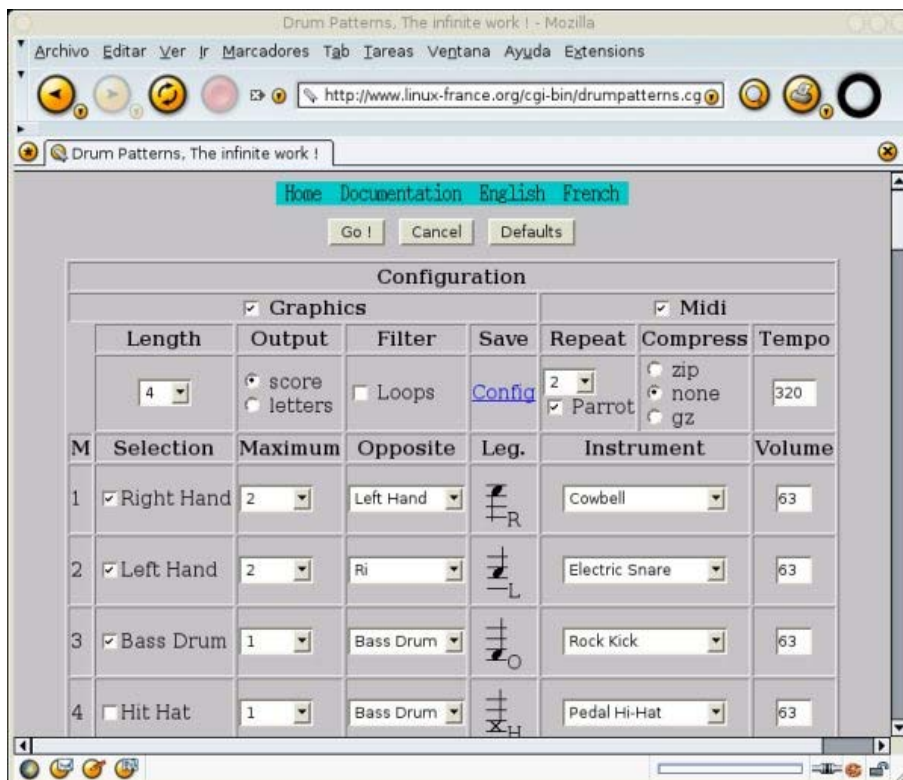 Drum Patterns, The infinite work ! - Mozilla
Archivo Editar Ver Ir Marcadores Tab Tareas Ventana Ayuda Extensions
http://www.linux-france.org/cgi-bin/drumpatterns.cg
Drum Patterns, The infinite work !
Home Documentation English French
Go ! Cancel Defaults
Configuration
Graphics Midi
Length Output Filter Save Repeat Compress Tempo
4 score letters Loops Config 2 Parrot zip none gz 320
M Selection Maximum Opposite Leg. Instrument Volume
1 Right Hand 2 Left Hand R Cowbell 63
2 Left Hand 2 Ri L Electric Snare 63
3 Bass Drum 1 Bass Drum O Rock Kick 63
4 Hit Hat 1 Bass Drum H Pedal Hi-Hat 63